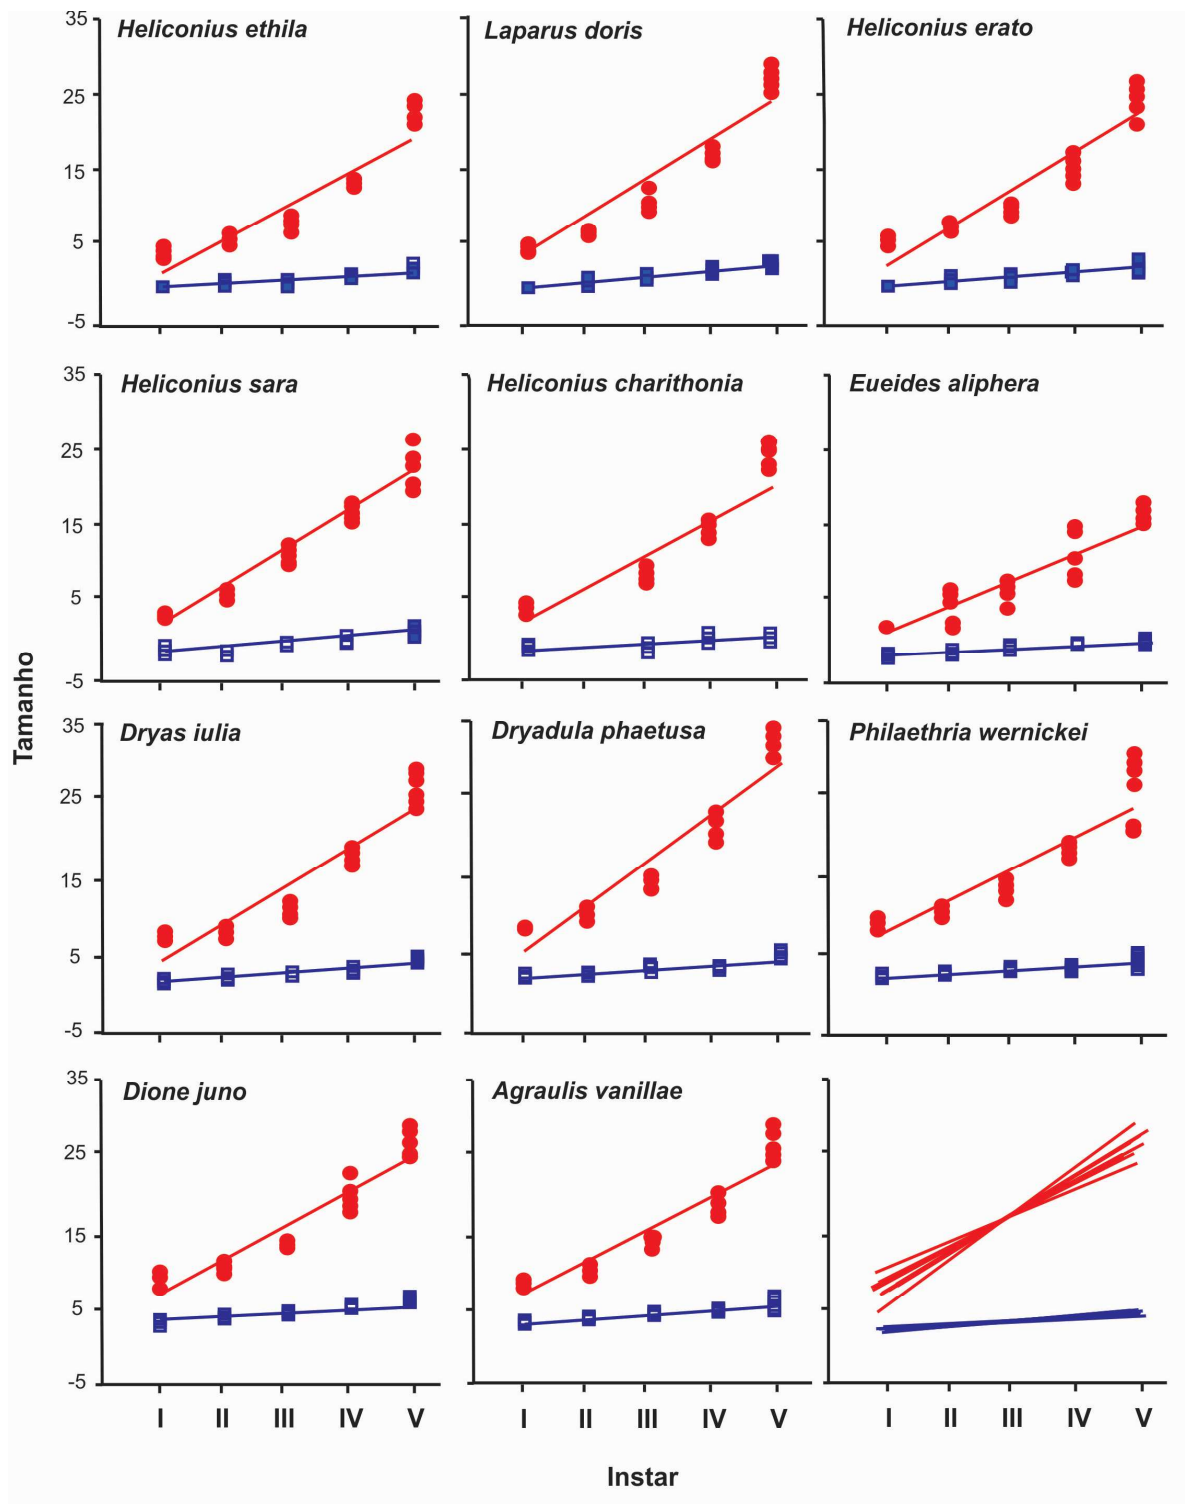 35
Heliconius ethila
Laparus doris
Heliconius erato
25
15
5
-5
35
Heliconius sara
Heliconius charithonia
Eueides aliphera
25
15
5
-5
Tamanho
35
Dryas iulia
Dryadula phaetusa
Philaethria wernickei
25
15
5
-5
35
Dione juno
Agraulis vanillae
25
15
5
-5
I II III IV V I II III IV V I II III IV V
Instar